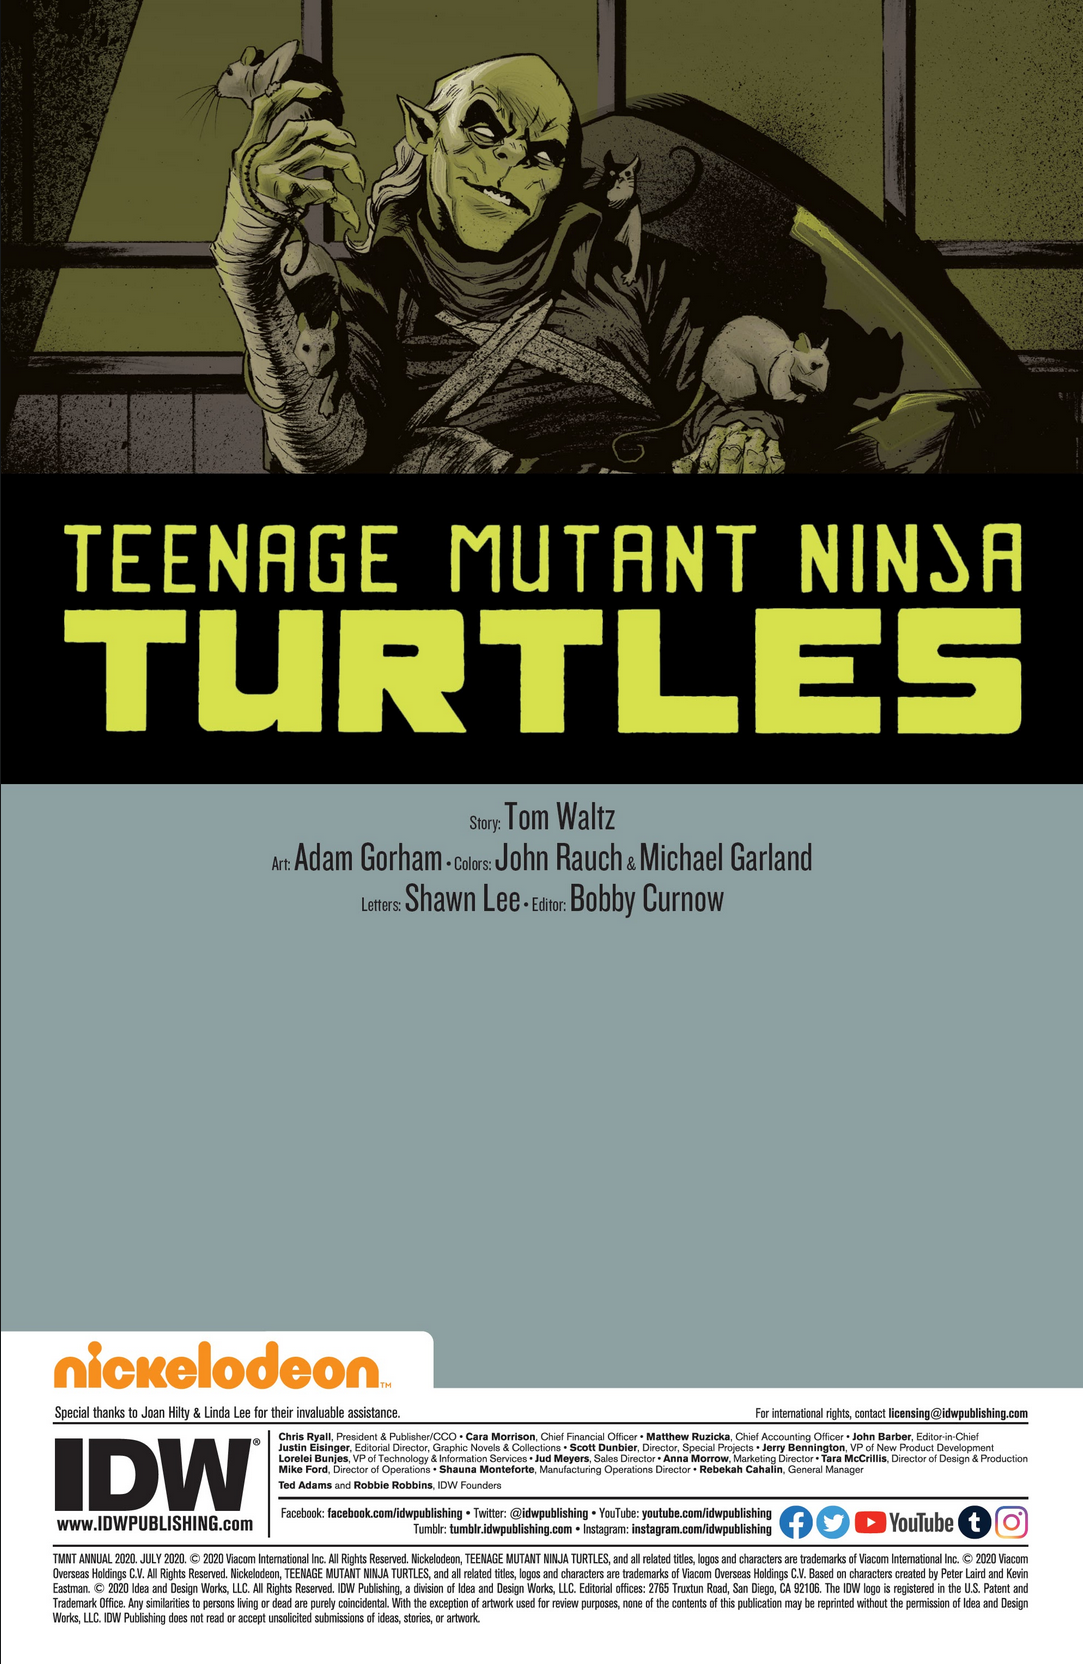 TEENAGE MUTANT NINJA
TURTLES
Story: Tom Waltz
Art: Adam Gorham • Colors: John Rauch & Michael Garland
Letters: Shawn Lee • Editor: Bobby Curnow
nickelodeon™
Special thanks to Joan Hilty & Linda Lee for their invaluable assistance.
For international rights, contact licensing@idwpublishing.com
IDW®
www.IDWPUBLISHING.com
Chris Ryall, President & Publisher/CCO • Cara Morrison, Chief Financial Officer • Matthew Ruzicka, Chief Accounting Officer • John Barber, Editor-in-Chief
Justin Eisinger, Editorial Director, Graphic Novels & Collections • Scott Dunbier, Director, Special Projects • Jerry Bennington, VP of New Product Development
Lorelei Bunjes, VP of Technology & Information Services • Jud Meyers, Sales Director • Anna Morrow, Marketing Director • Tara McCrillis, Director of Design & Production
Mike Ford, Director of Operations • Shauna Monteforte, Manufacturing Operations Director • Rebekah Cahalin, General Manager
Ted Adams and Robbie Robbins, IDW Founders
Facebook: facebook.com/idwpublishing • Twitter: @idwpublishing • YouTube: youtube.com/idwpublishing
Tumblr: tumblr.idwpublishing.com • Instagram: instagram.com/idwpublishing
YouTube
TMNT ANNUAL 2020. JULY 2020. © 2020 Viacom International Inc. All Rights Reserved. Nickelodeon, TEENAGE MUTANT NINJA TURTLES, and all related titles, logos and characters are trademarks of Viacom International Inc. © 2020 Viacom
Overseas Holdings C.V. All Rights Reserved. Nickelodeon, TEENAGE MUTANT NINJA TURTLES, and all related titles, logos and characters are trademarks of Viacom Overseas Holdings C.V. Based on characters created by Peter Laird and Kevin
Eastman. © 2020 Idea and Design Works, LLC. All Rights Reserved. IDW Publishing, a division of Idea and Design Works, LLC. Editorial offices: 2765 Truxtun Road, San Diego, CA 92106. The IDW logo is registered in the U.S. Patent and
Trademark Office. Any similarities to persons living or dead are purely coincidental. With the exception of artwork used for review purposes, none of the contents of this publication may be reprinted without the permission of Idea and Design
Works, LLC. IDW Publishing does not read or accept unsolicited submissions of ideas, stories, or artwork.